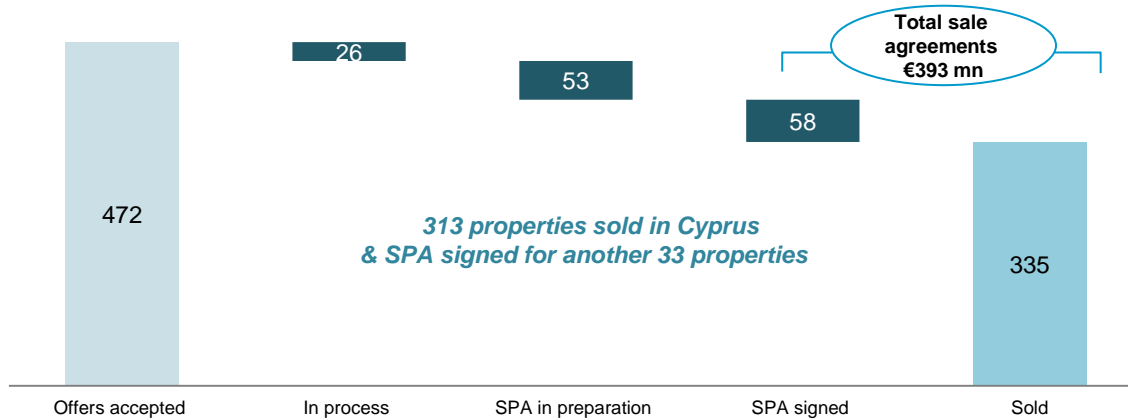 Total sale
agreements
€393 mn
26
53
58
472
313 properties sold in Cyprus
& SPA signed for another 33 properties
335
Offers accepted
In process
SPA in preparation
SPA signed
Sold